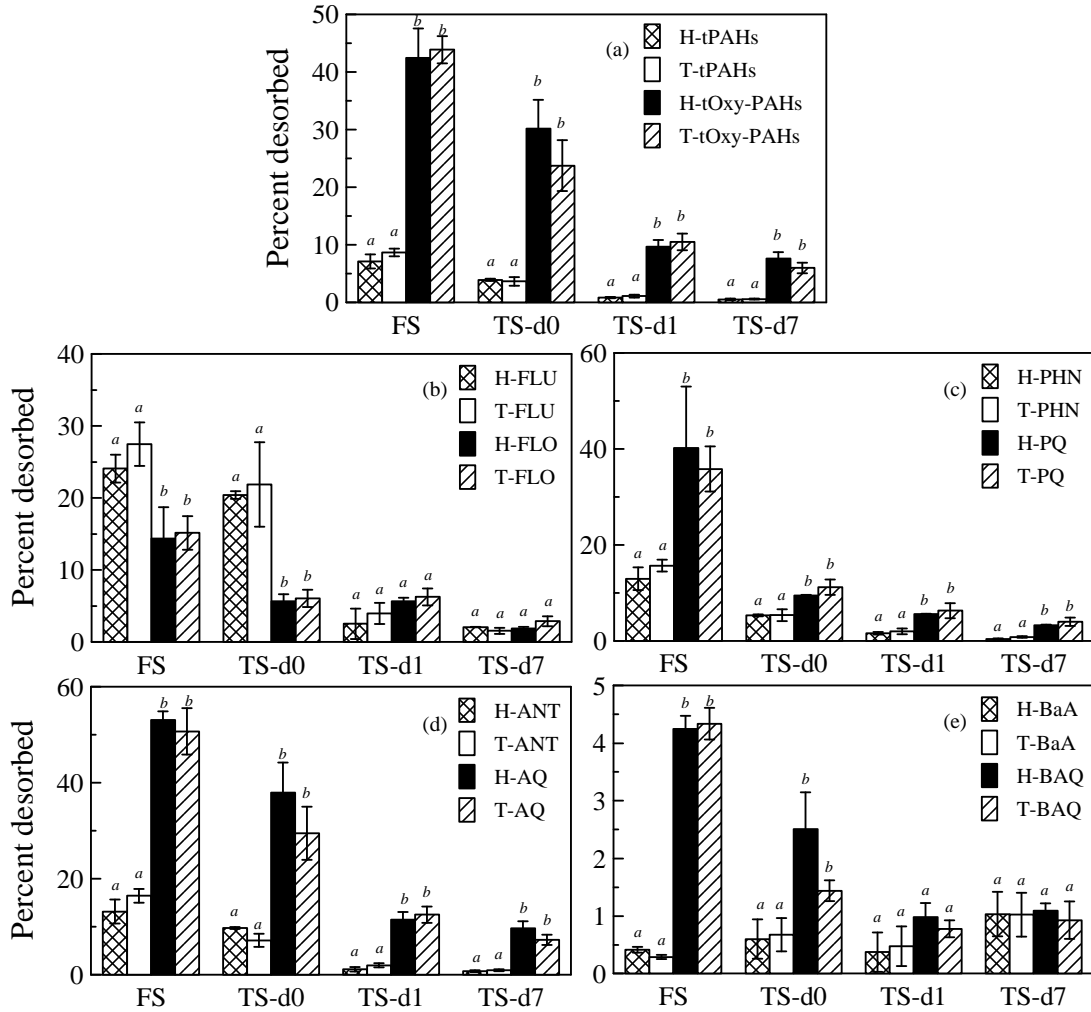 Percent desorbed
50
40
30
20
10
0
(a)
H-tPAHs
T-tPAHs
H-tOxy-PAHs
T-tOxy-PAHs
a a b b
a a b b
a a b b
a a b b
FS TS-d0 TS-d1 TS-d7
Percent desorbed
40
30
20
10
0
(b)
H-FLU
T-FLU
H-FLO
T-FLO
a a b b
a a b b
a a a a
a a a a
FS TS-d0 TS-d1 TS-d7
60
40
20
0
(c)
H-PHN
T-PHN
H-PQ
T-PQ
a a b b
a a b b
a a b b
a a b b
FS TS-d0 TS-d1 TS-d7
Percent desorbed
60
40
20
0
(d)
H-ANT
T-ANT
H-AQ
T-AQ
a a b b
a a b b
a a b b
a a b b
FS TS-d0 TS-d1 TS-d7
5
4
3
2
1
0
(e)
H-BaA
T-BaA
H-BAQ
T-BAQ
a a b b
a a b b
a a a a
a a a a
FS TS-d0 TS-d1 TS-d7